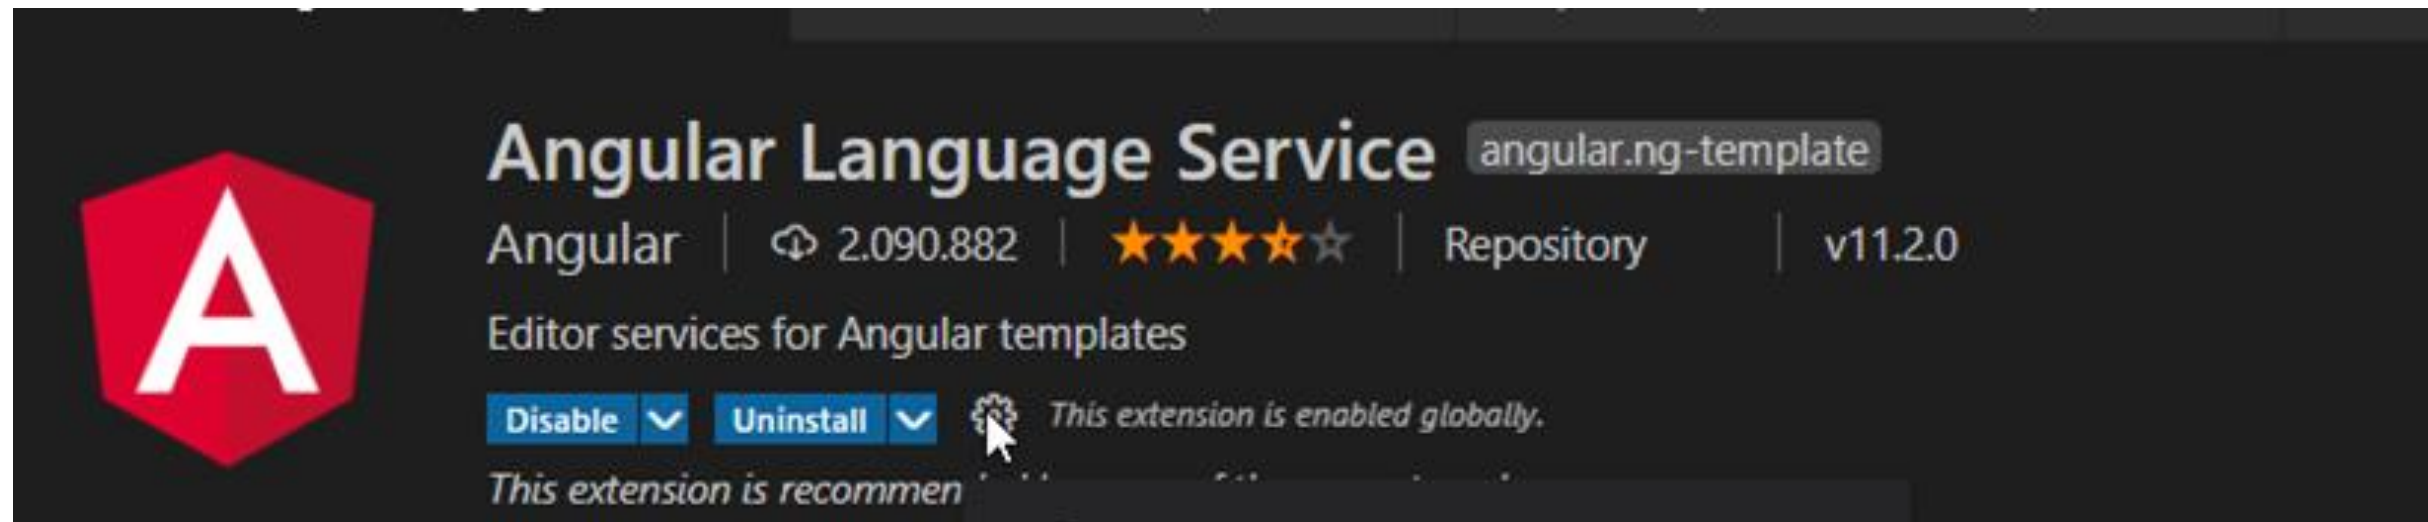 Angular Language Service angular.ng-template
Angular 2.090.882 Repository v11.2.0
Editor services for Angular templates
Disable Uninstall This extension is enabled globally.
This extension is recommen